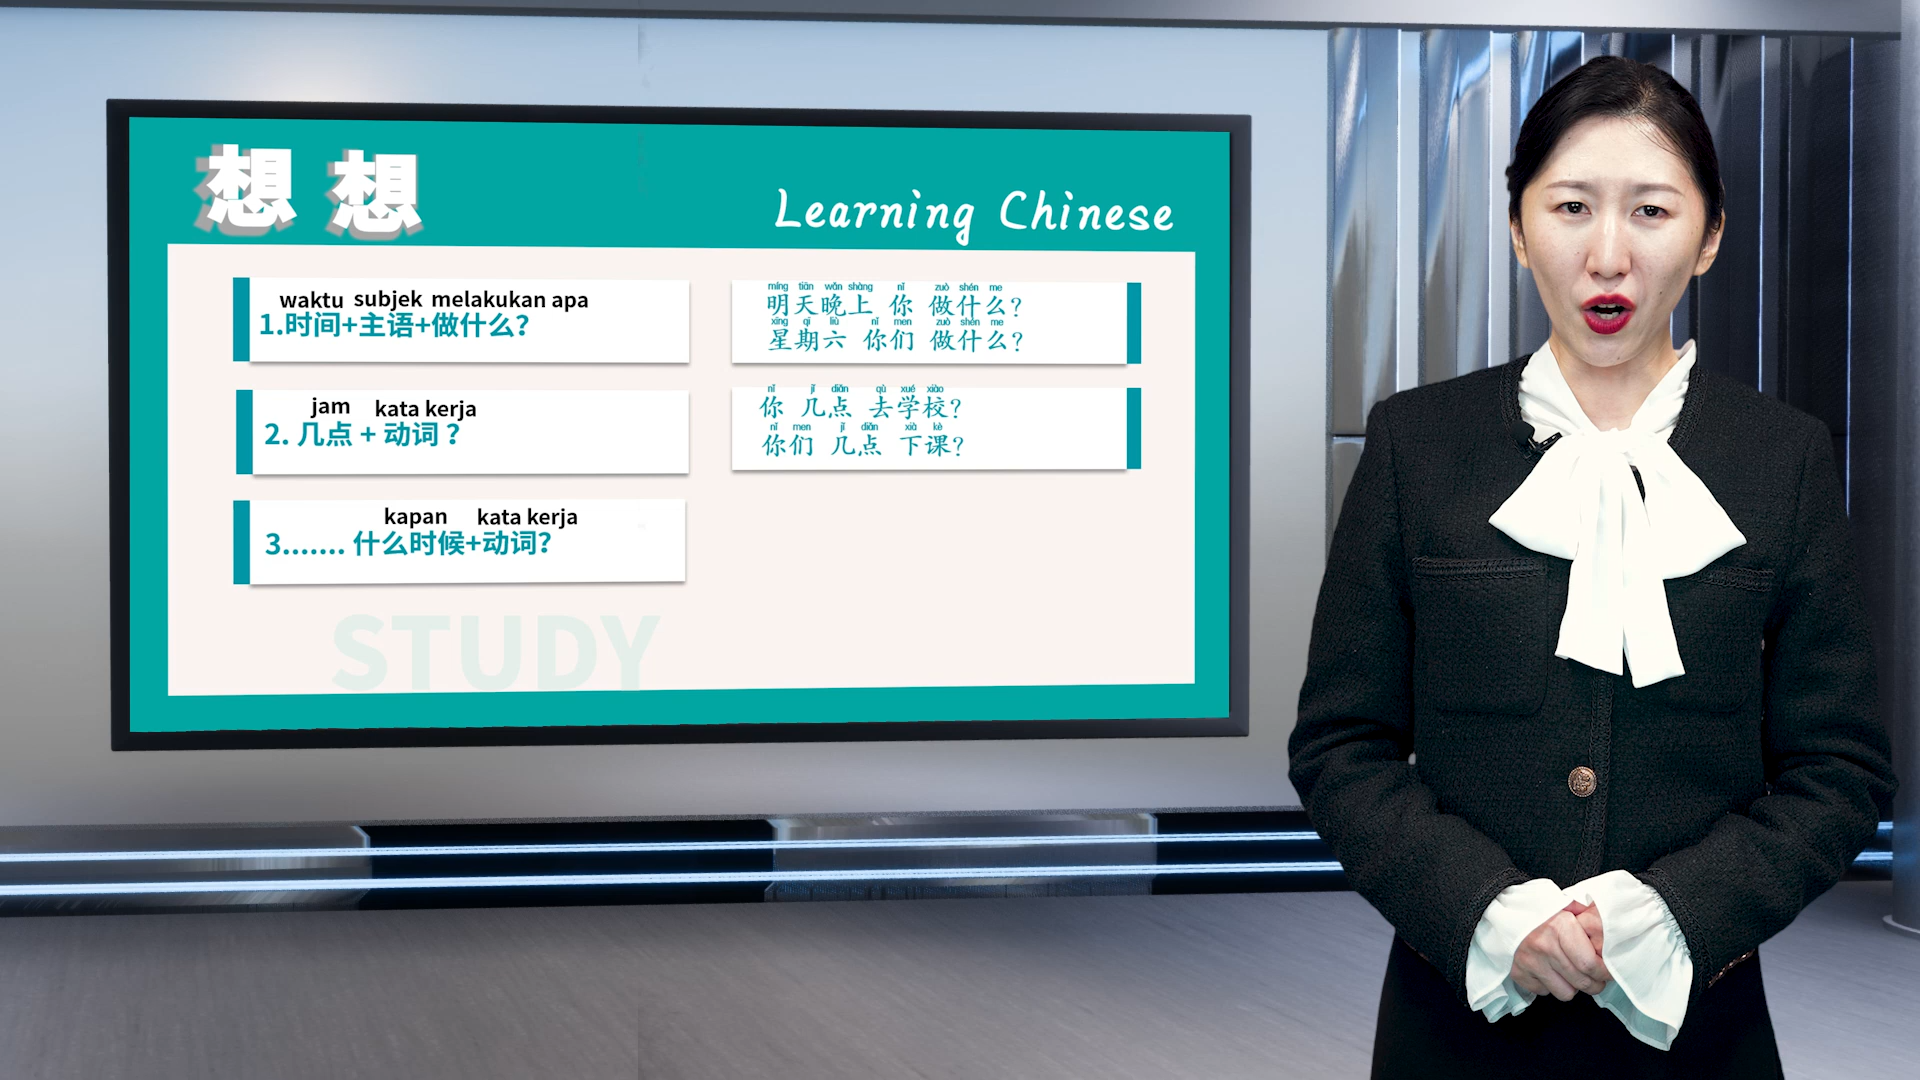 想 想
Learning Chinese
waktu subjek melakukan apa
1.时间+主语+做什么?
jam kata kerja
2. 几点 + 动词 ?
kapan kata kerja
3....... 什么时候+动词?
míng tiān wǎn shàng nǐ zuò shén me
明天晚上 你 做什么?
xīng qī liù nǐ men zuò shén me
星期六 你们 做什么?
nǐ jǐ diǎn qù xué xiào
你 几点 去学校?
nǐ men jǐ diǎn xià kè
你们 几点 下课?
STUDY